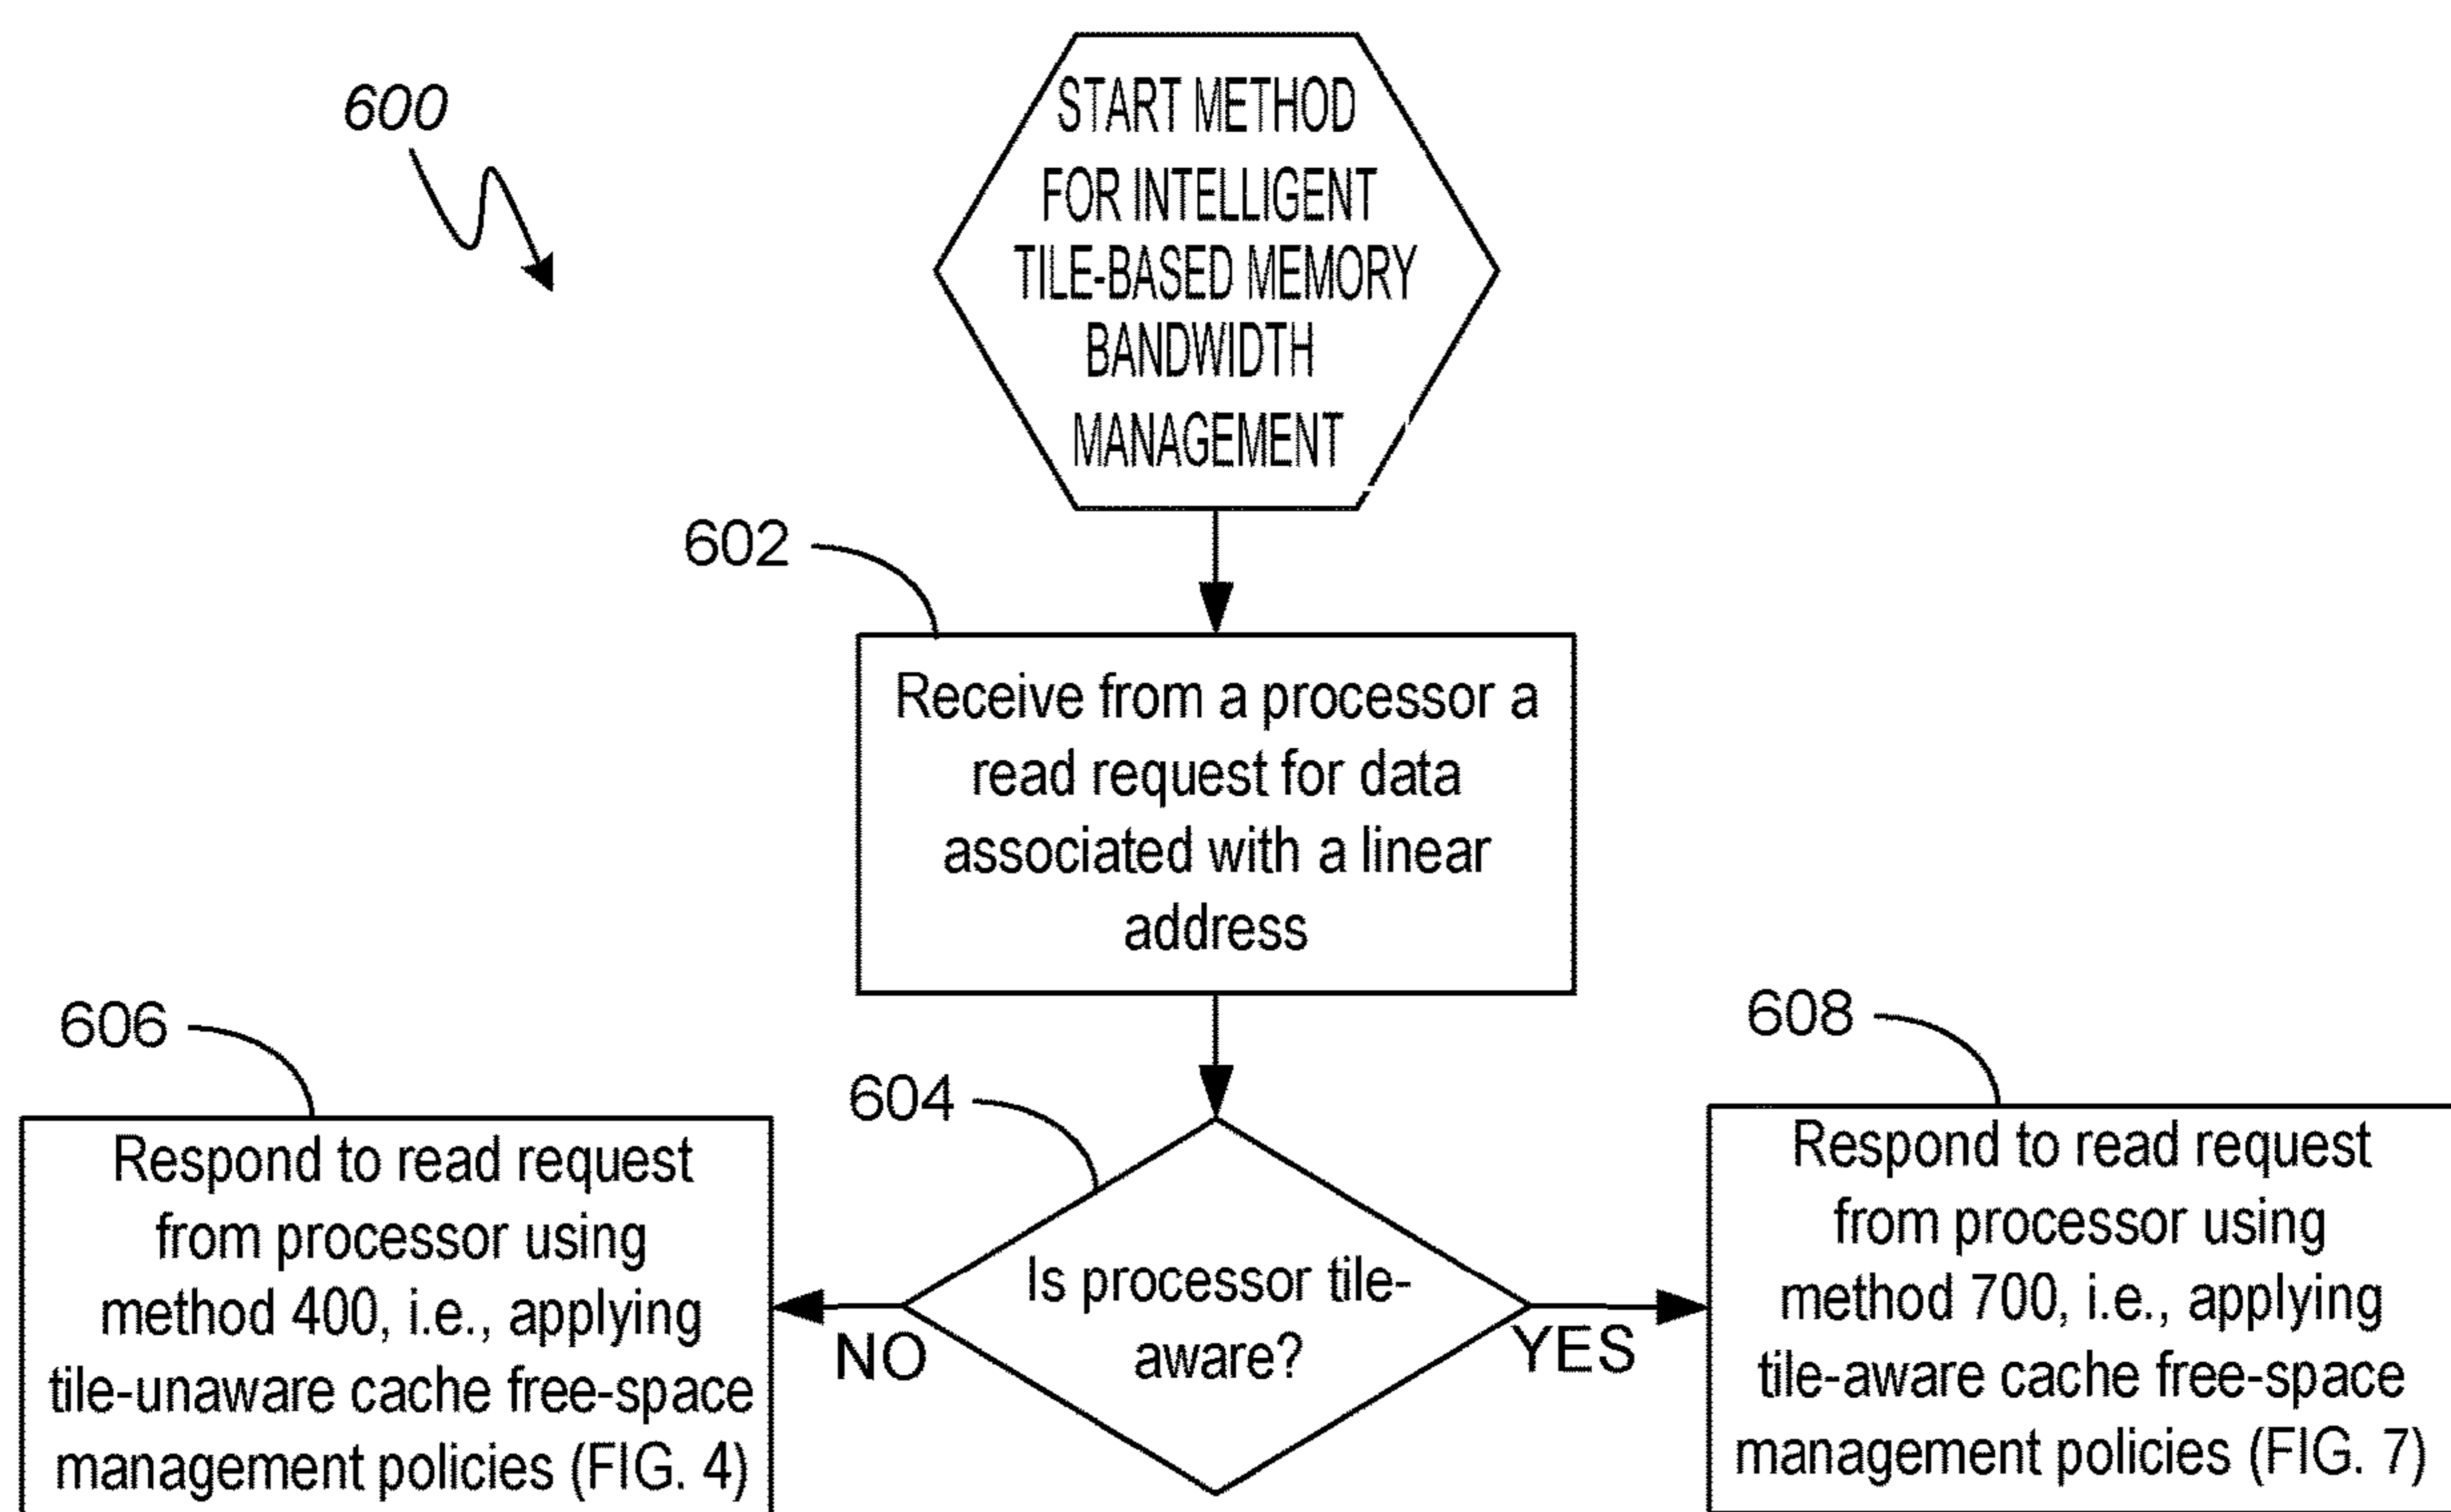 600
START METHOD
FOR INTELLIGENT
TILE-BASED MEMORY
BANDWIDTH
MANAGEMENT
602
Receive from a processor a
read request for data
associated with a linear
address
604
Is processor tile-
aware?
NO
YES
606
Respond to read request
from processor using
method 400, i.e., applying
tile-unaware cache free-space
management policies (FIG. 4)
608
Respond to read request
from processor using
method 700, i.e., applying
tile-aware cache free-space
management policies (FIG. 7)